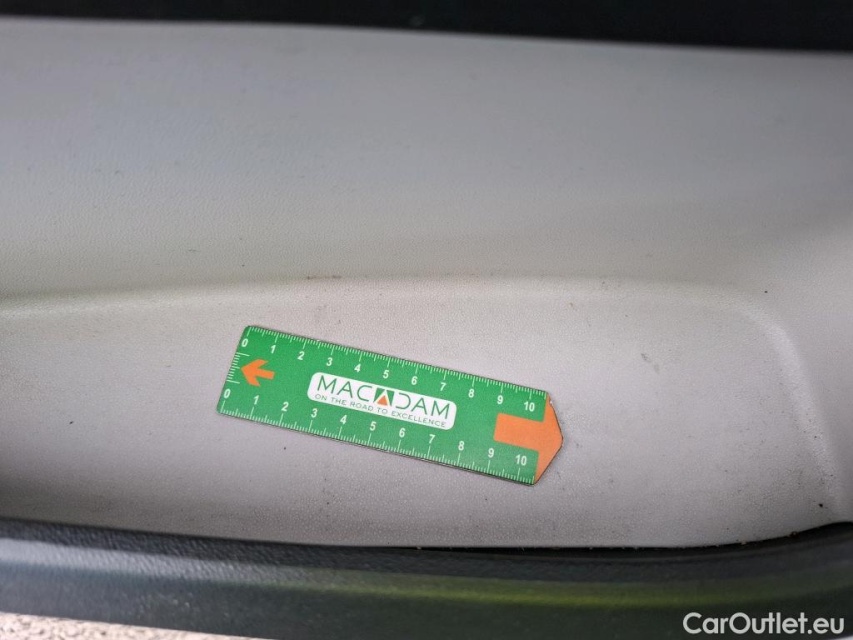 0 1 2 3 4 5 6 7 8 9 10
MACADAM
ON THE ROAD TO EXCELLENCE
0 1 2 3 4 5 6 7 8 9 10
CarOutlet.eu